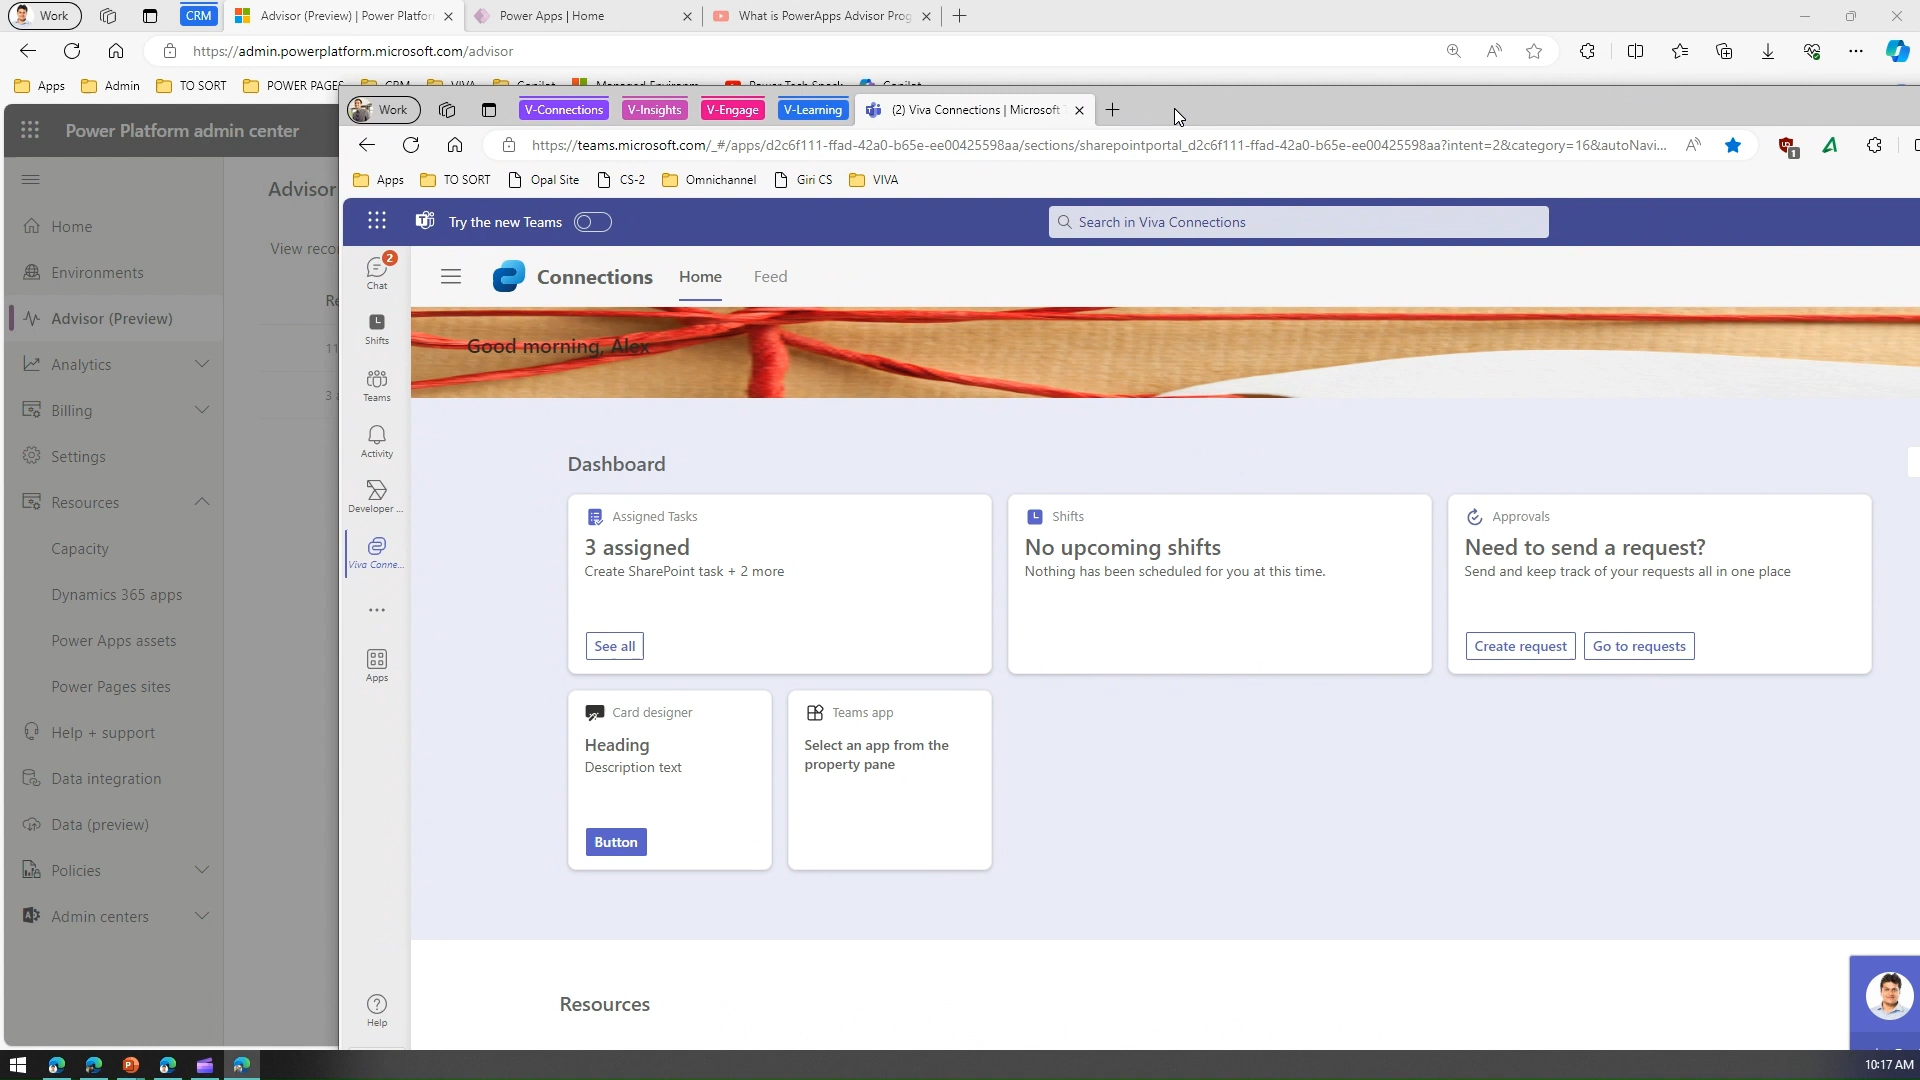 Work
CRM
Advisor (Preview) | Power Platfor
Power Apps | Home
What is PowerApps Advisor Prog
https://admin.powerplatform.microsoft.com/advisor
Apps
Admin
TO SORT
POWER PAGES
CRM
VIVA
Copilot
Managed Environm
Power Tech Speak
Copilot
Power Platform admin center
Advisor
View reco
Re
11
3 a
Home
Environments
Advisor (Preview)
Analytics
Billing
Settings
Resources
Capacity
Dynamics 365 apps
Power Apps assets
Power Pages sites
Help + support
Data integration
Data (preview)
Policies
Admin centers
Work
V-Connections
V-Insights
V-Engage
V-Learning
(2) Viva Connections | Microsoft
https://teams.microsoft.com/_#/apps/d2c6f111-ffad-42a0-b65e-ee00425598aa/sections/sharepointportal_d2c6f111-ffad-42a0-b65e-ee00425598aa?intent=2&category=16&autoNavi...
1
Apps
TO SORT
Opal Site
CS-2
Omnichannel
Giri CS
VIVA
Try the new Teams
Search in Viva Connections
2
Chat
Shifts
Teams
Activity
Developer ...
Viva Conne...
Apps
Help
Connections
Home
Feed
Good morning, Alex
Dashboard
Assigned Tasks
3 assigned
Create SharePoint task + 2 more
See all
Shifts
No upcoming shifts
Nothing has been scheduled for you at this time.
Approvals
Need to send a request?
Send and keep track of your requests all in one place
Create request
Go to requests
Card designer
Heading
Description text
Button
Teams app
Select an app from the
property pane
Resources
10:17 AM